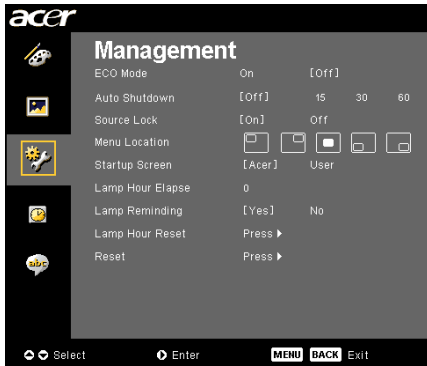 acer
Management
ECO Mode On [Off]
Auto Shutdown [Off] 15 30 60
Source Lock [On] Off
Menu Location
Startup Screen [Acer] User
Lamp Hour Elapse 0
Lamp Reminding [Yes] No
Lamp Hour Reset Press
Reset Press
abc
Select Enter MENU BACK Exit